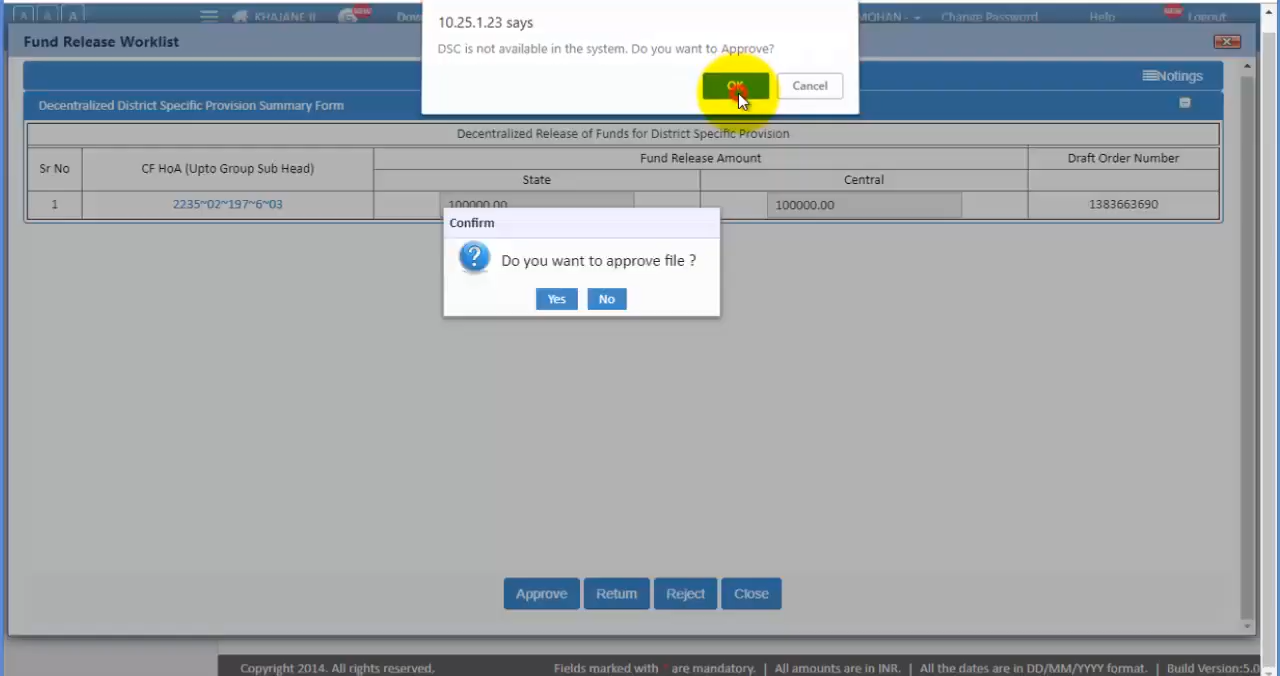 A A A KHAJANE II NEW MOHAN - Change Password Help NEW Logout
10.25.1.23 says
DSC is not available in the system. Do you want to Approve?
OK Cancel
Fund Release Worklist
Notings
Decentralized District Specific Provision Summary Form
Decentralized Release of Funds for District Specific Provision
Sr No CF HoA (Upto Group Sub Head) Fund Release Amount Draft Order Number
State Central
1 2235~02~197~6~03 100000.00 100000.00 1383663690
Confirm
Do you want to approve file ?
Yes No
Approve Return Reject Close
Copyright 2014. All rights reserved. Fields marked with * are mandatory. | All amounts are in INR. | All the dates are in DD/MM/YYYY format. | Build Version:5.0